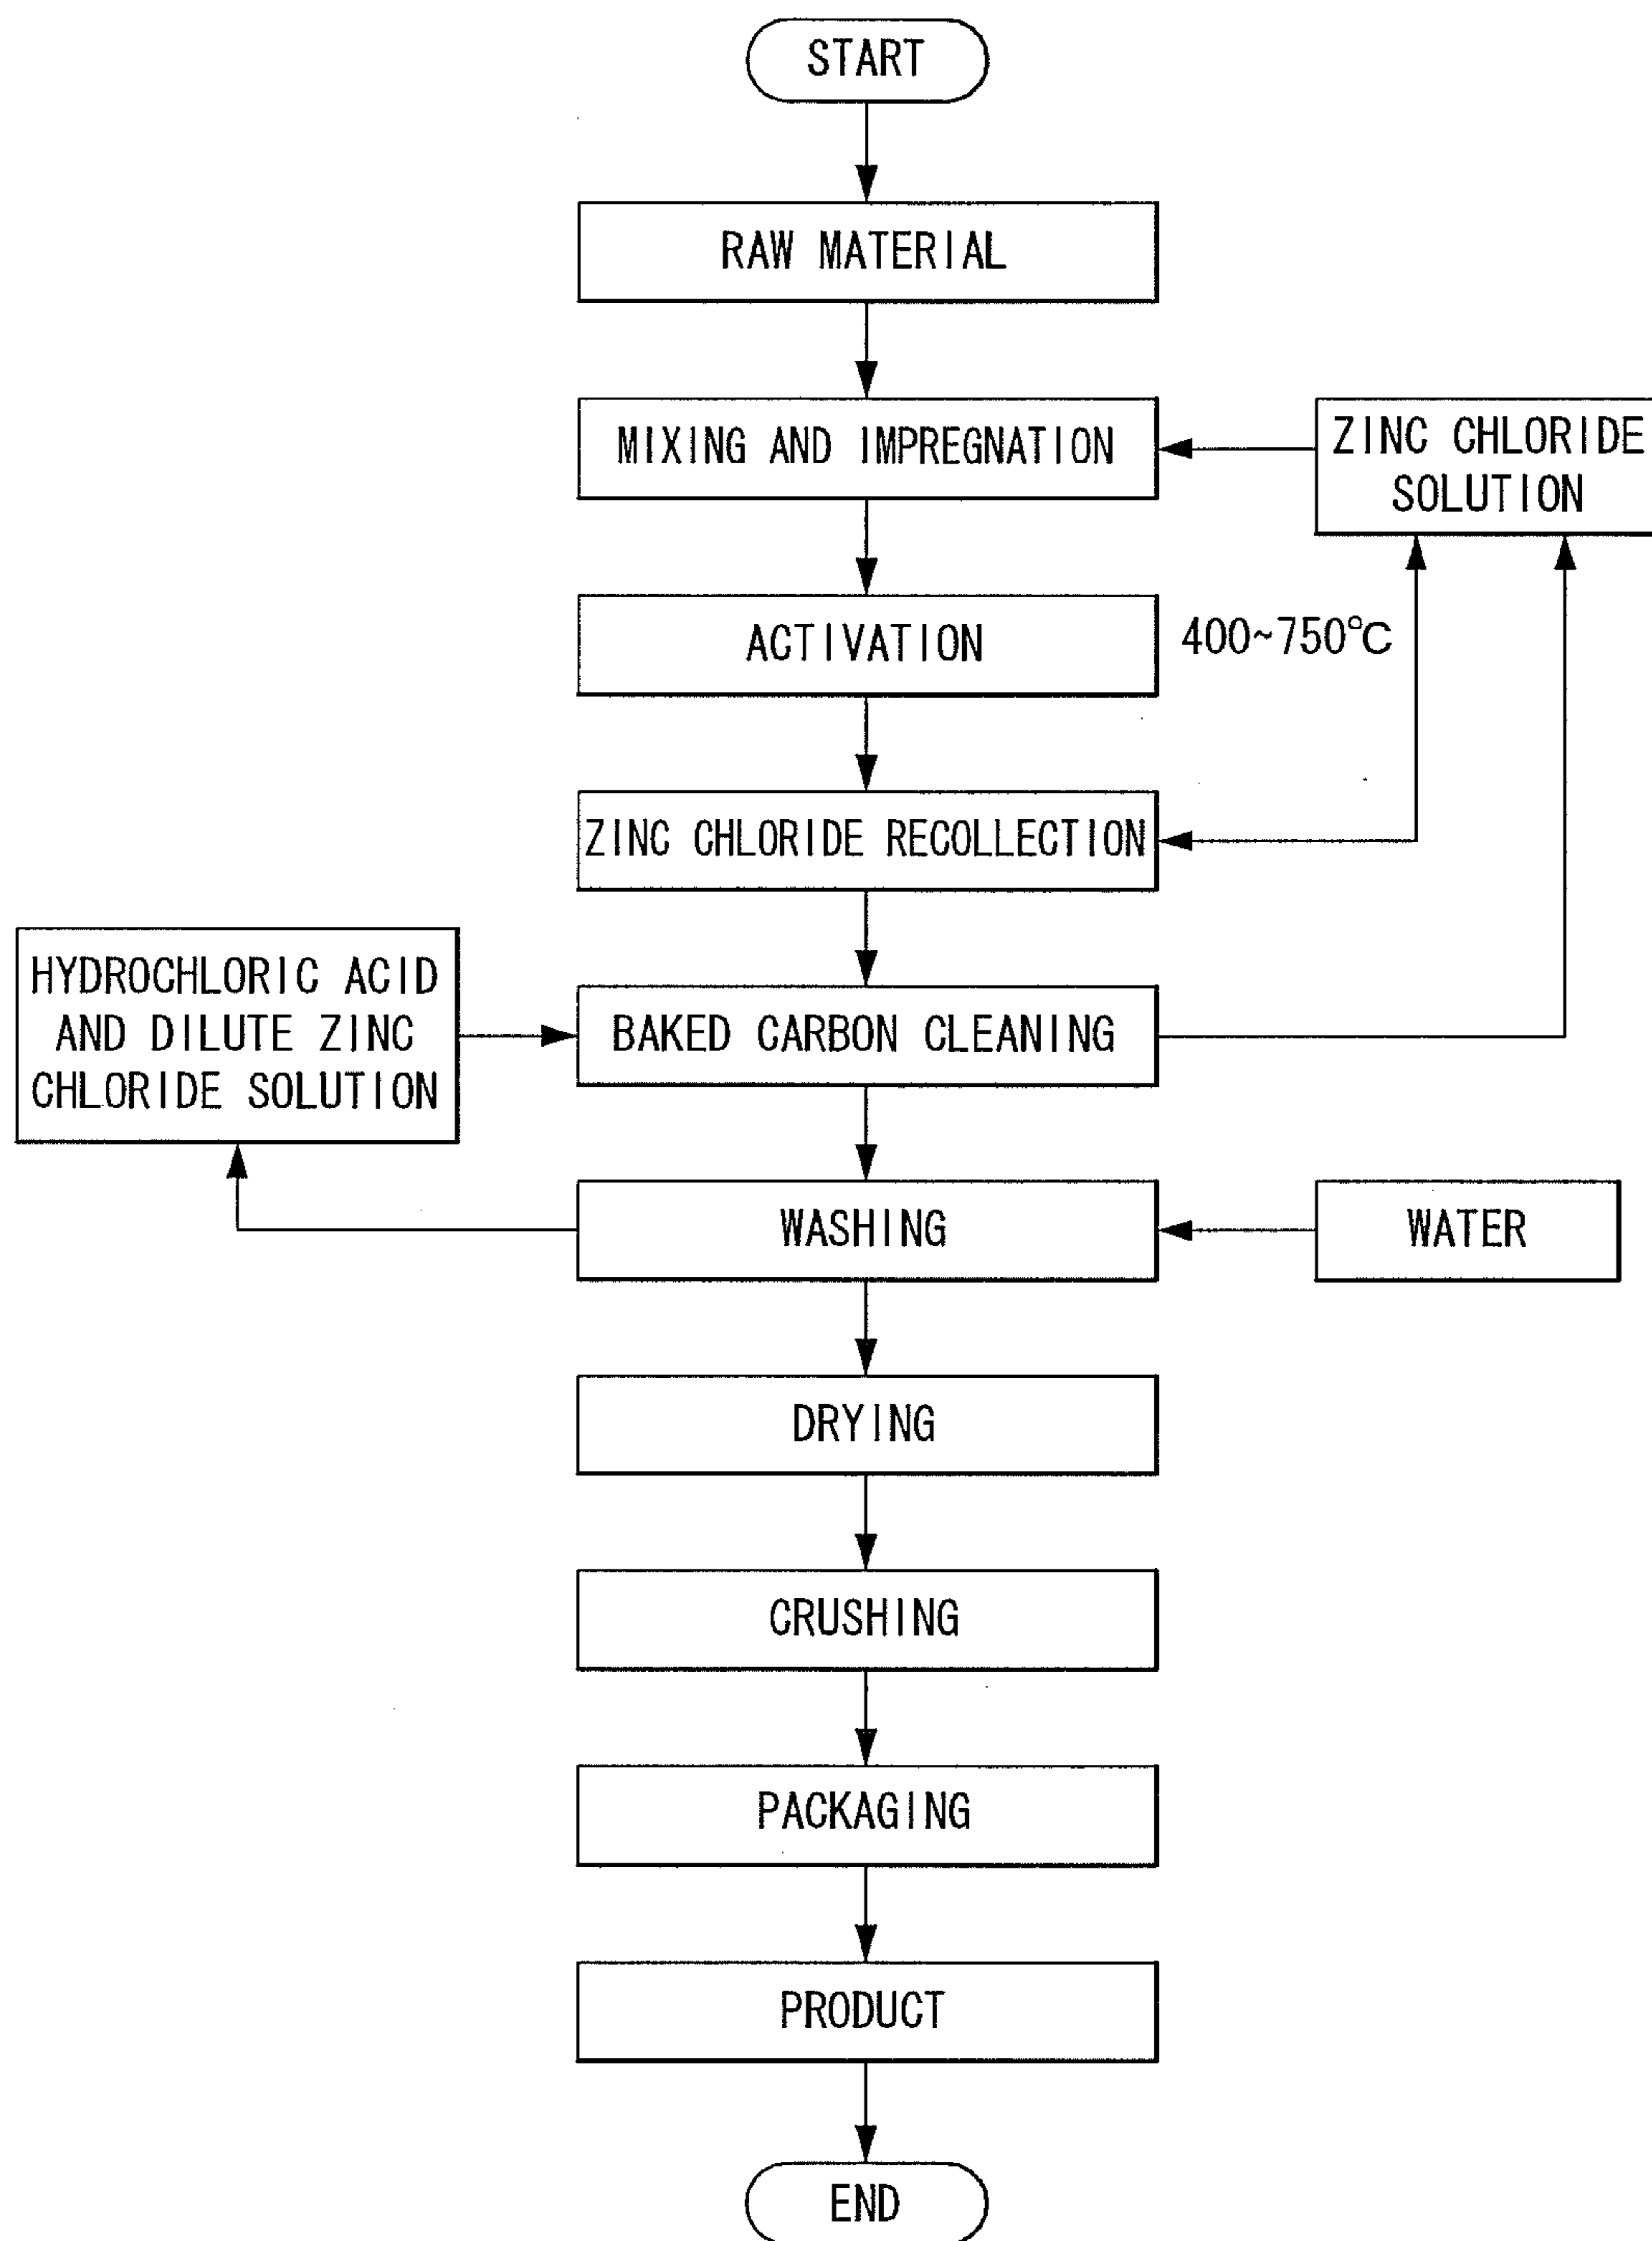 START
RAW MATERIAL
MIXING AND IMPREGNATION
ZINC CHLORIDE
SOLUTION
ACTIVATION
400~750℃
ZINC CHLORIDE RECOLLECTION
HYDROCHLORIC ACID
AND DILUTE ZINC
CHLORIDE SOLUTION
BAKED CARBON CLEANING
WASHING
WATER
DRYING
CRUSHING
PACKAGING
PRODUCT
END